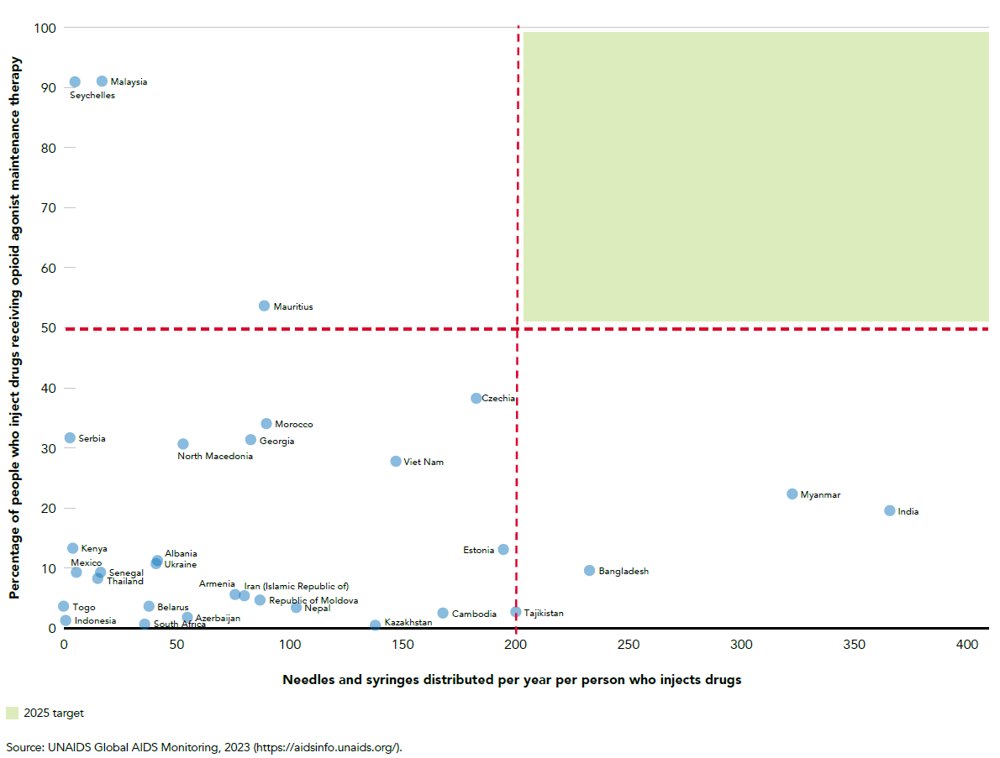 Percentage of people who inject drugs receiving opioid agonist maintenance therapy
100
90
80
70
60
50
40
30
20
10
0
Malaysia
Seychelles
Mauritius
Czechia
Morocco
Serbia
Georgia
North Macedonia
Viet Nam
Myanmar
India
Kenya
Albania
Estonia
Mexico
Ukraine
Senegal
Bangladesh
Thailand
Armenia
Iran (Islamic Republic of)
Republic of Moldova
Togo
Belarus
Nepal
Cambodia
Tajikistan
Indonesia
Azerbaijan
South Africa
Kazakhstan
0 50 100 150 200 250 300 350 400
Needles and syringes distributed per year per person who injects drugs
2025 target
Source: UNAIDS Global AIDS Monitoring, 2023 (https://aidsinfo.unaids.org/).